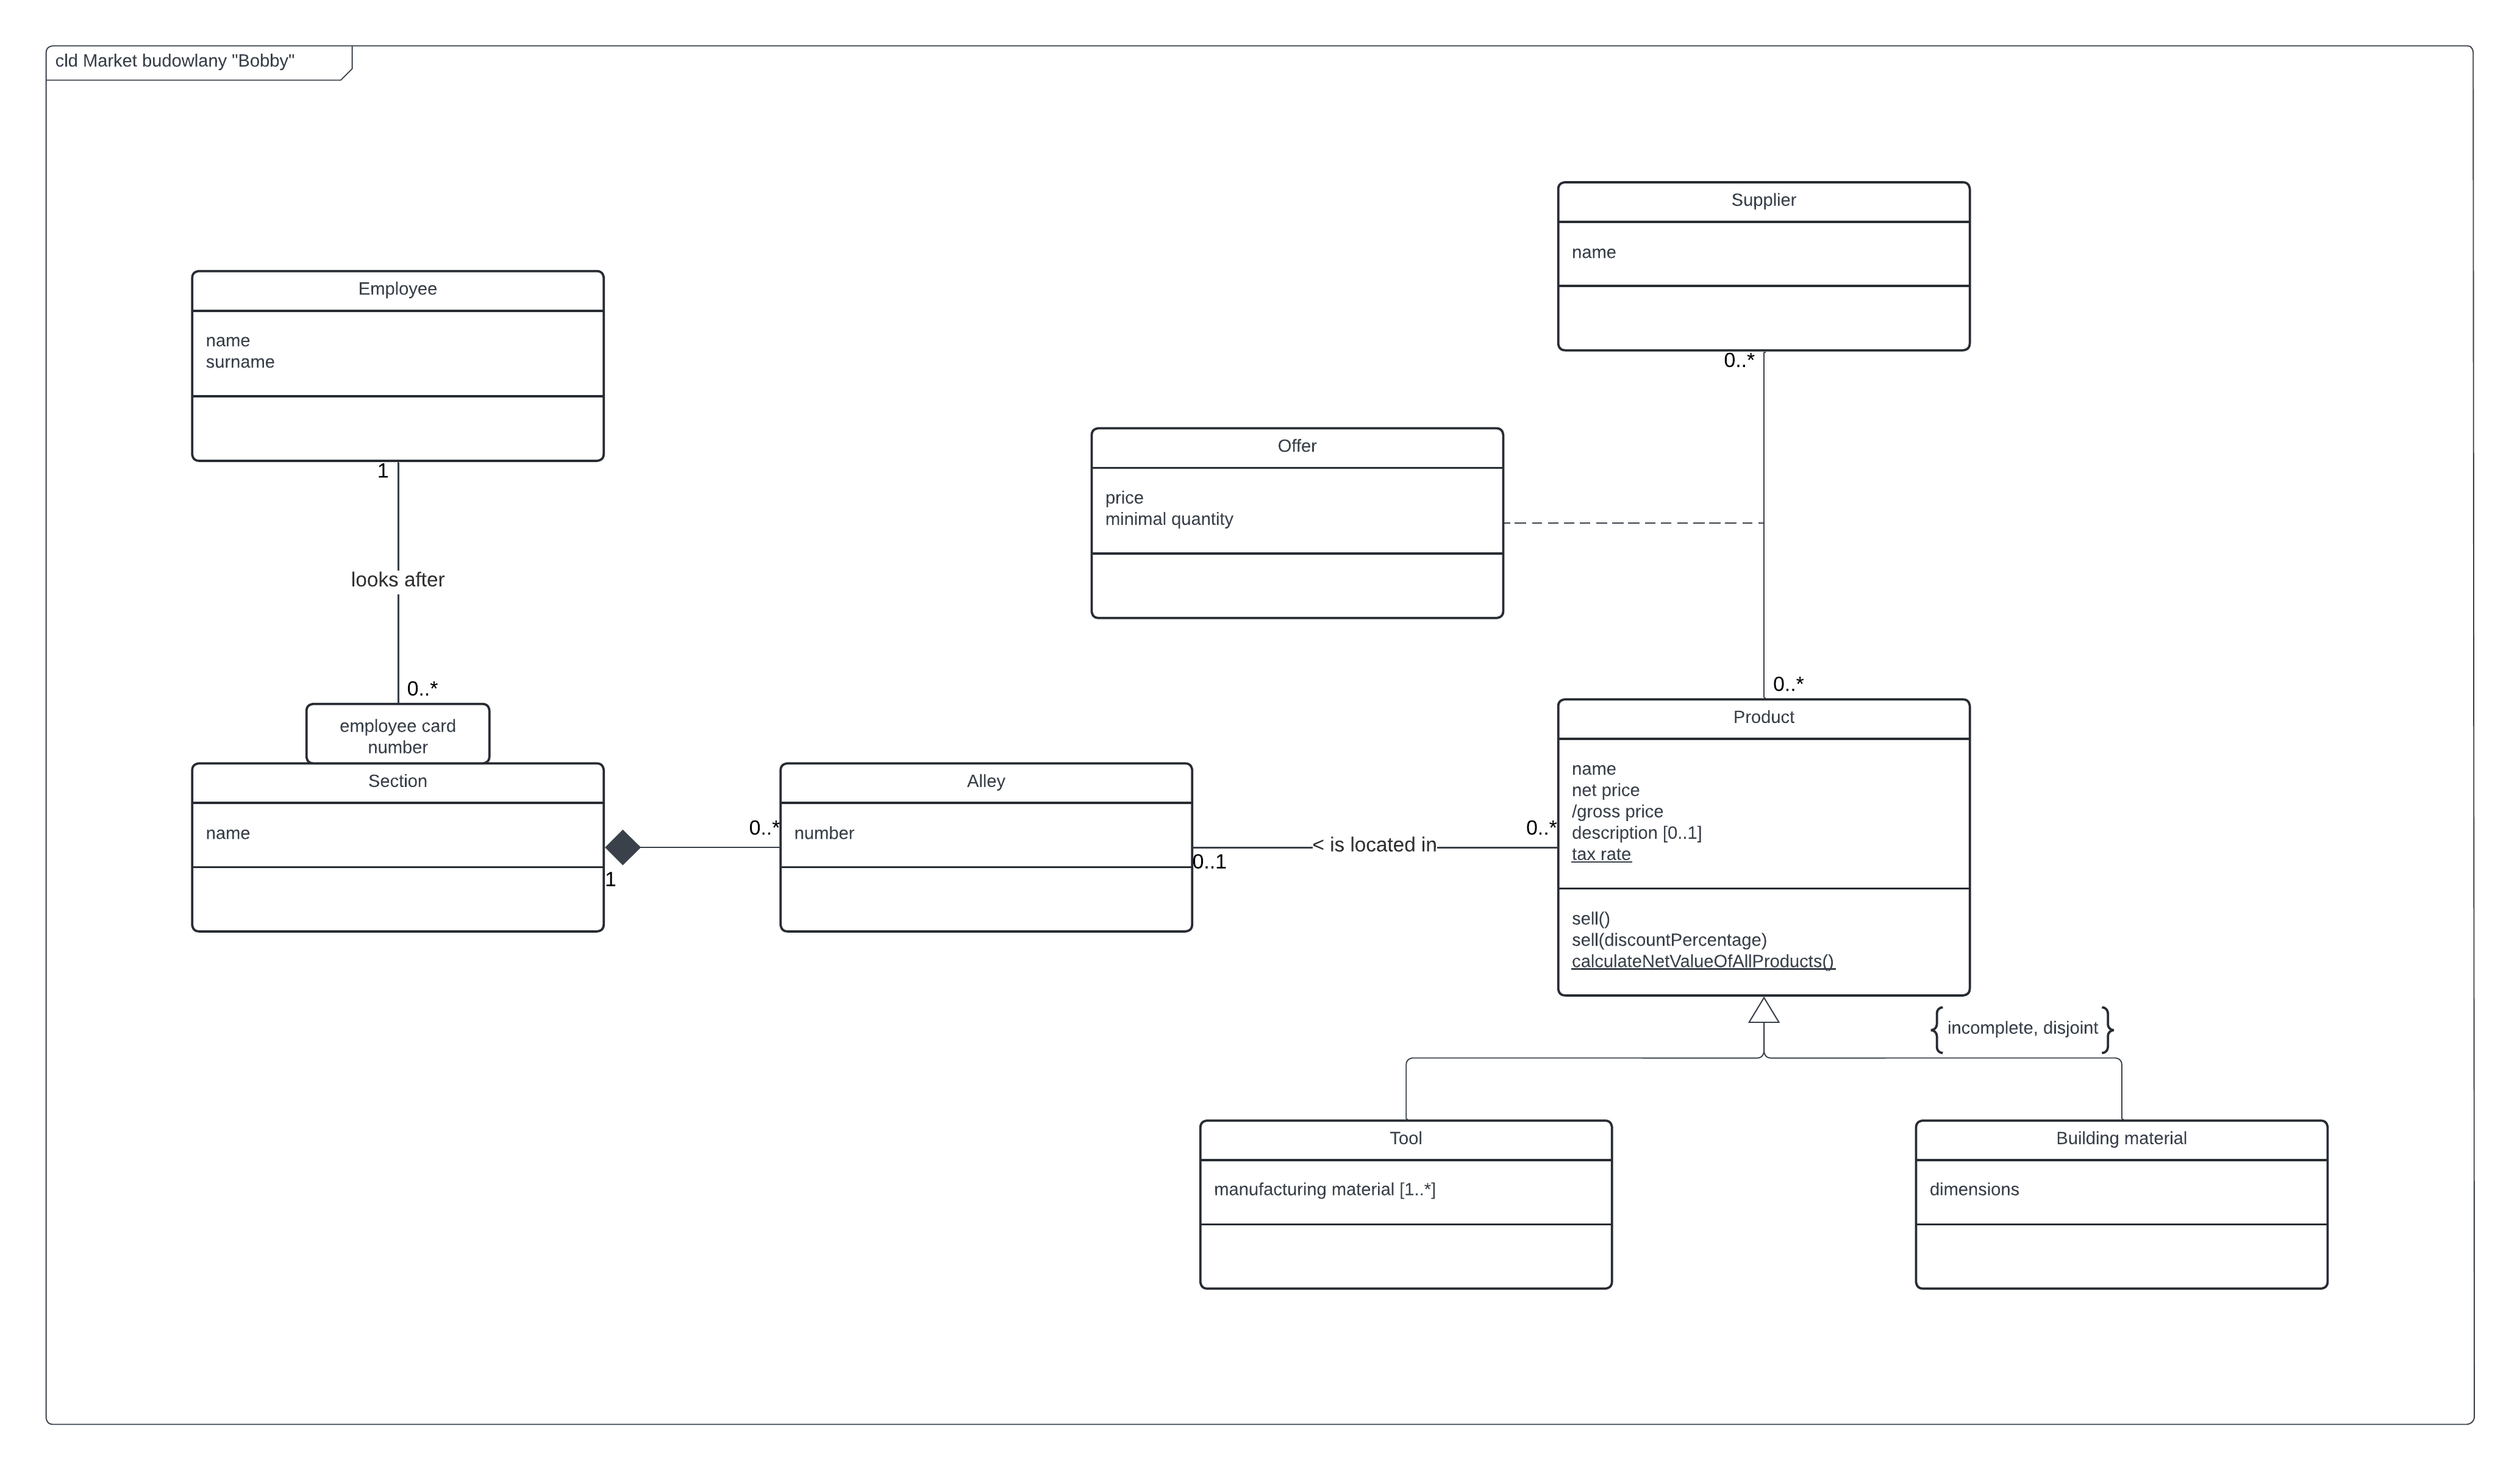 cld Market budowlany "Bobby"
Supplier
name
0..*
Employee
name
surname
1
looks after
0..*
employee card
number
Section
name
1
0..*
Alley
number
0..1
< is located in
0..*
Offer
price
minimal quantity
0..*
Product
name
net price
/gross price
description [0..1]
tax rate
sell()
sell(discountPercentage)
calculateNetValueOfAllProducts()
{ incomplete, disjoint }
Tool
manufacturing material [1..*]
Building material
dimensions